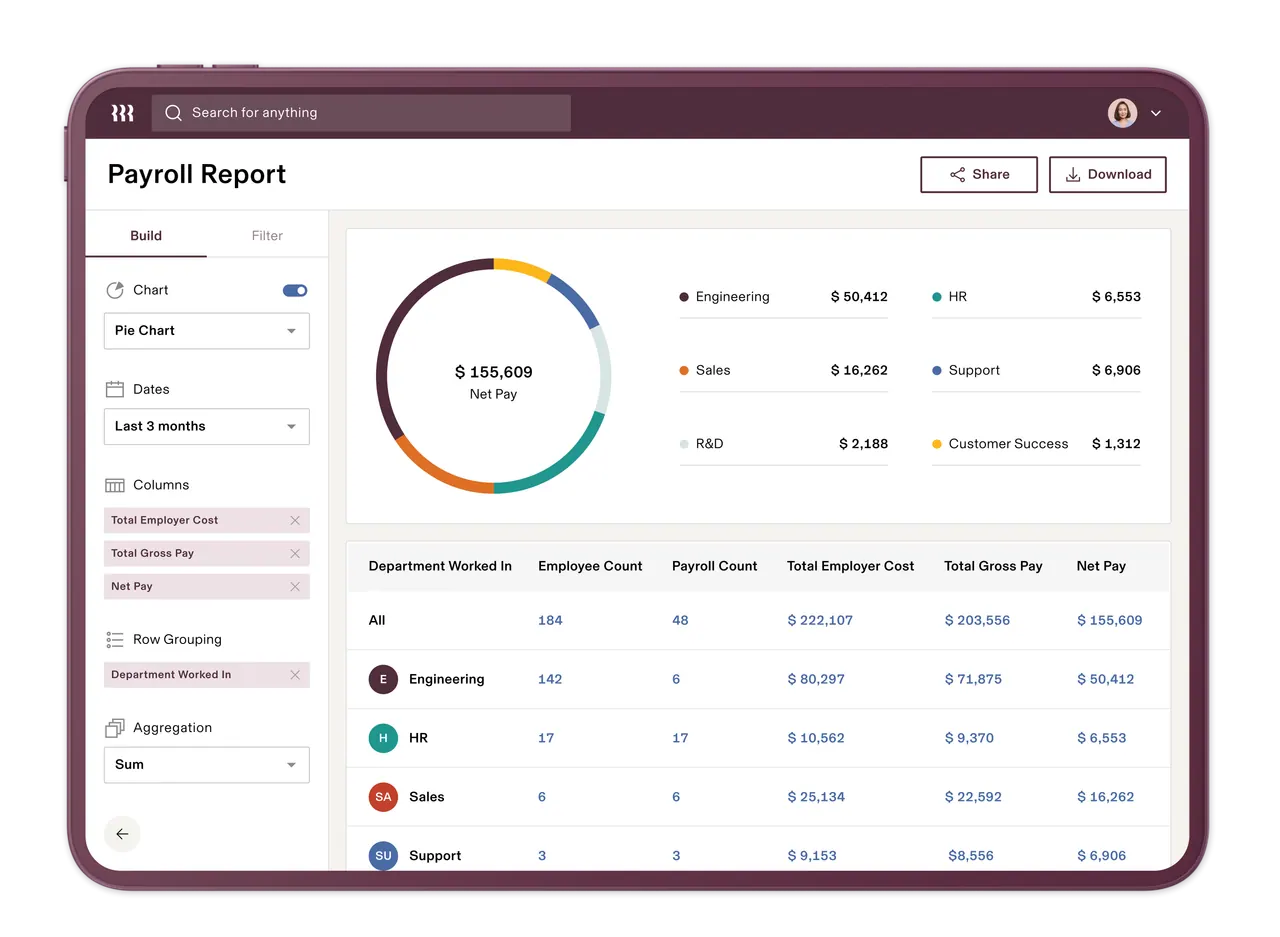 Search for anything
Payroll Report
Share
Download
Build
Filter
Chart
Pie Chart
Dates
Last 3 months
Columns
Total Employer Cost
Total Gross Pay
Net Pay
Row Grouping
Department Worked In
Aggregation
Sum
$ 155,609
Net Pay
Engineering $ 50,412
HR $ 6,553
Sales $ 16,262
Support $ 6,906
R&D $ 2,188
Customer Success $ 1,312
Department Worked In Employee Count Payroll Count Total Employer Cost Total Gross Pay Net Pay
All 184 48 $ 222,107 $ 203,556 $ 155,609
E Engineering 142 6 $ 80,297 $ 71,875 $ 50,412
H HR 17 17 $ 10,562 $ 9,370 $ 6,553
SA Sales 6 6 $ 25,134 $ 22,592 $ 16,262
SU Support 3 3 $ 9,153 $8,556 $ 6,906